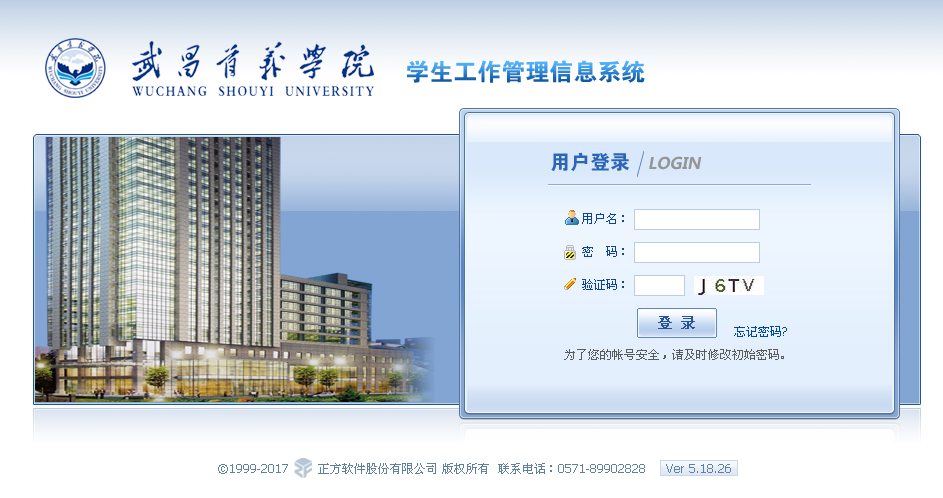 武昌首义学院
WUCHANG SHOUYI UNIVERSITY
学生工作管理信息系统
用户登录 LOGIN
用户名：
密 码：
验证码： J 6TV
登 录 忘记密码?
为了您的帐号安全，请及时修改初始密码。
©1999-2017 正方软件股份有限公司 版权所有 联系电话：0571-89902828 Ver 5.18.26